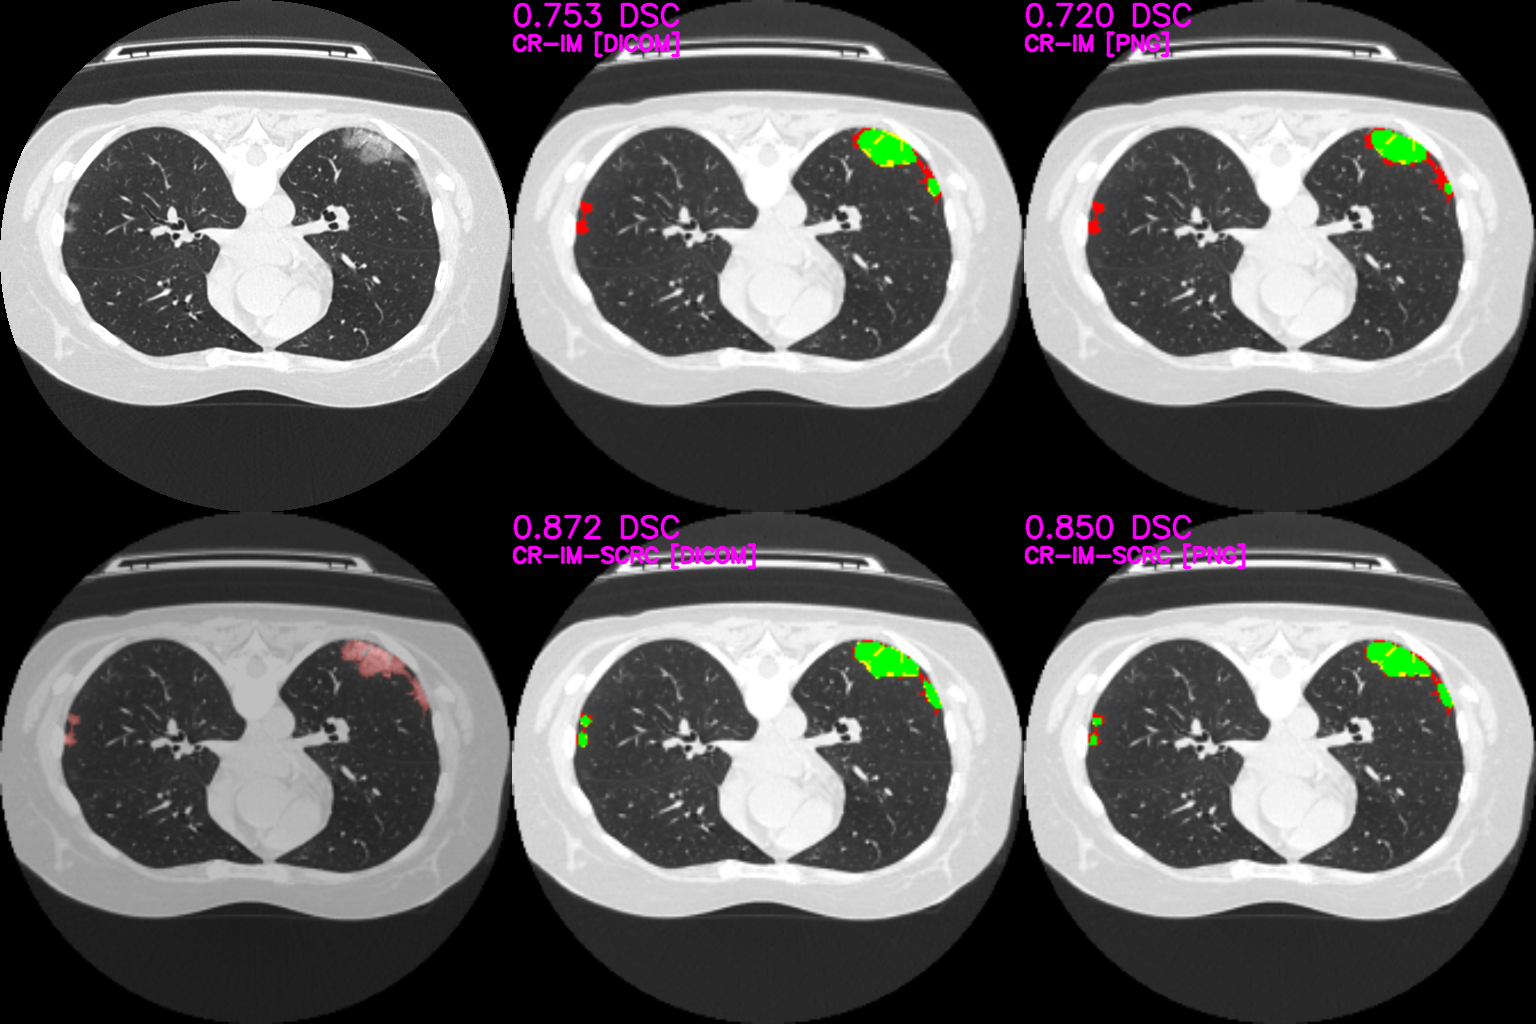 0.753 DSC
CR-IM [DICOM]
0.720 DSC
CR-IM [PNG]
0.872 DSC
CR-IM-SCRC [DICOM]
0.850 DSC
CR-IM-SCRC [PNG]